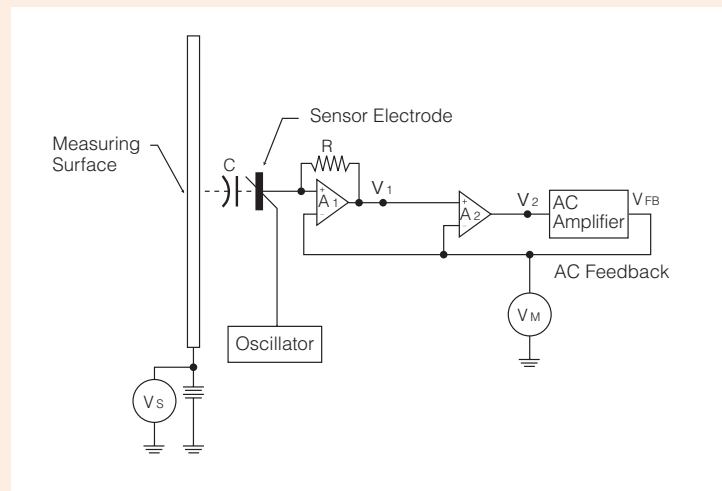 Sensor Electrode
Measuring
Surface
C
R
V1
A1
+
-
A2
+
-
V2
AC
Amplifier
VFB
AC Feedback
VM
Oscillator
VS